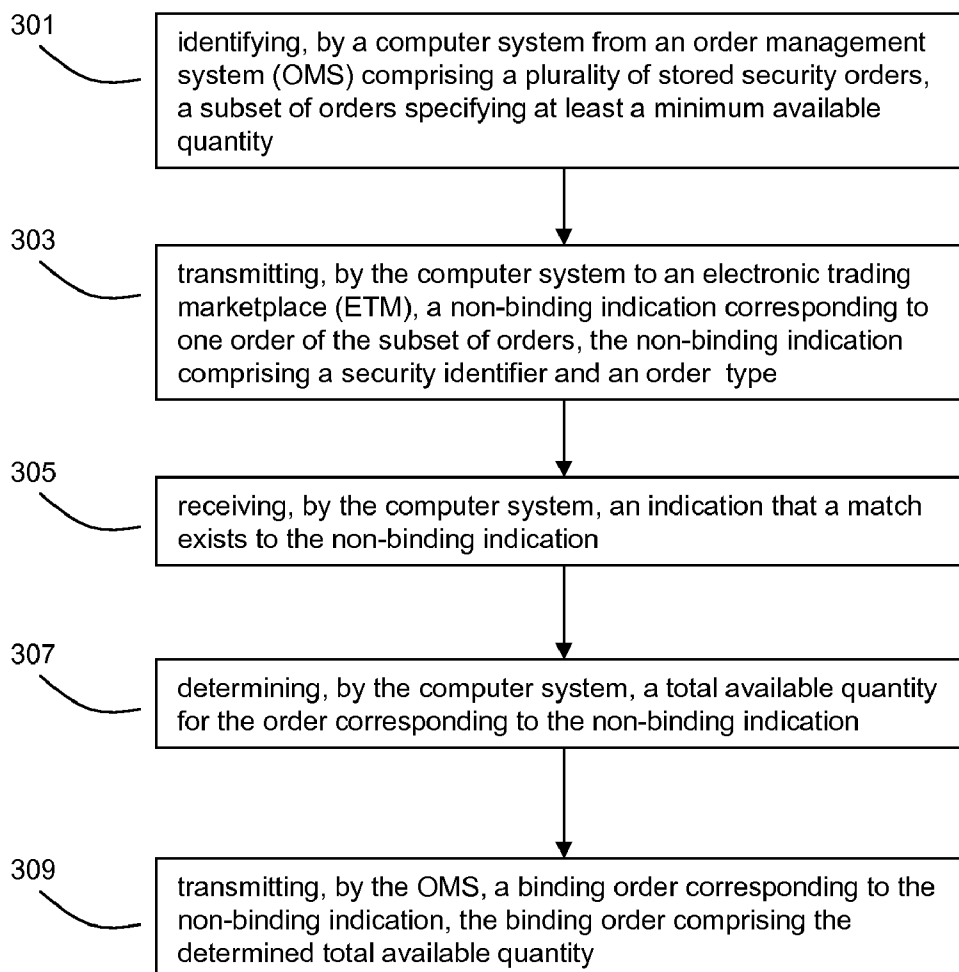 301
identifying, by a computer system from an order management
system (OMS) comprising a plurality of stored security orders,
a subset of orders specifying at least a minimum available
quantity
303
transmitting, by the computer system to an electronic trading
marketplace (ETM), a non-binding indication corresponding to
one order of the subset of orders, the non-binding indication
comprising a security identifier and an order type
305
receiving, by the computer system, an indication that a match
exists to the non-binding indication
307
determining, by the computer system, a total available quantity
for the order corresponding to the non-binding indication
309
transmitting, by the OMS, a binding order corresponding to the
non-binding indication, the binding order comprising the
determined total available quantity